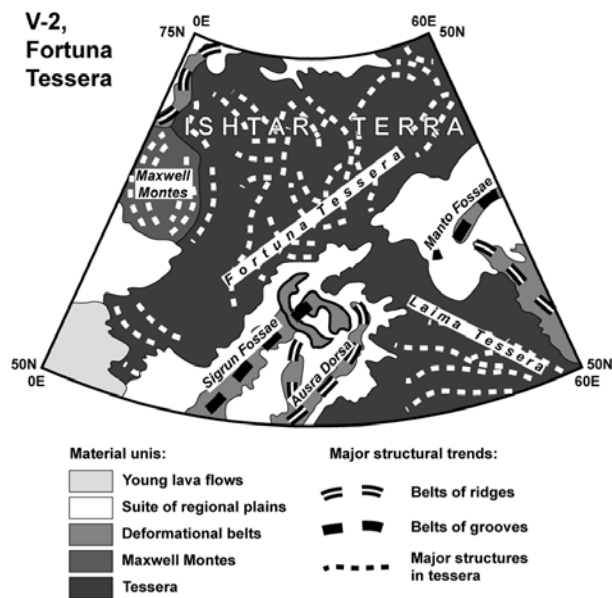 V-2,
Fortuna
Tessera
75N
0E
60E
50N
ISHTAR TERRA
Maxwell
Montes
Fortuna Tessera
Manto Fossae
Laima Tessera
Sigrun Fossae
Ausra Dorsa
50N
0E
50N
60E
Material unis:
Young lava flows
Suite of regional plains
Deformational belts
Maxwell Montes
Tessera
Major structural trends:
Belts of ridges
Belts of grooves
Major structures
in tessera